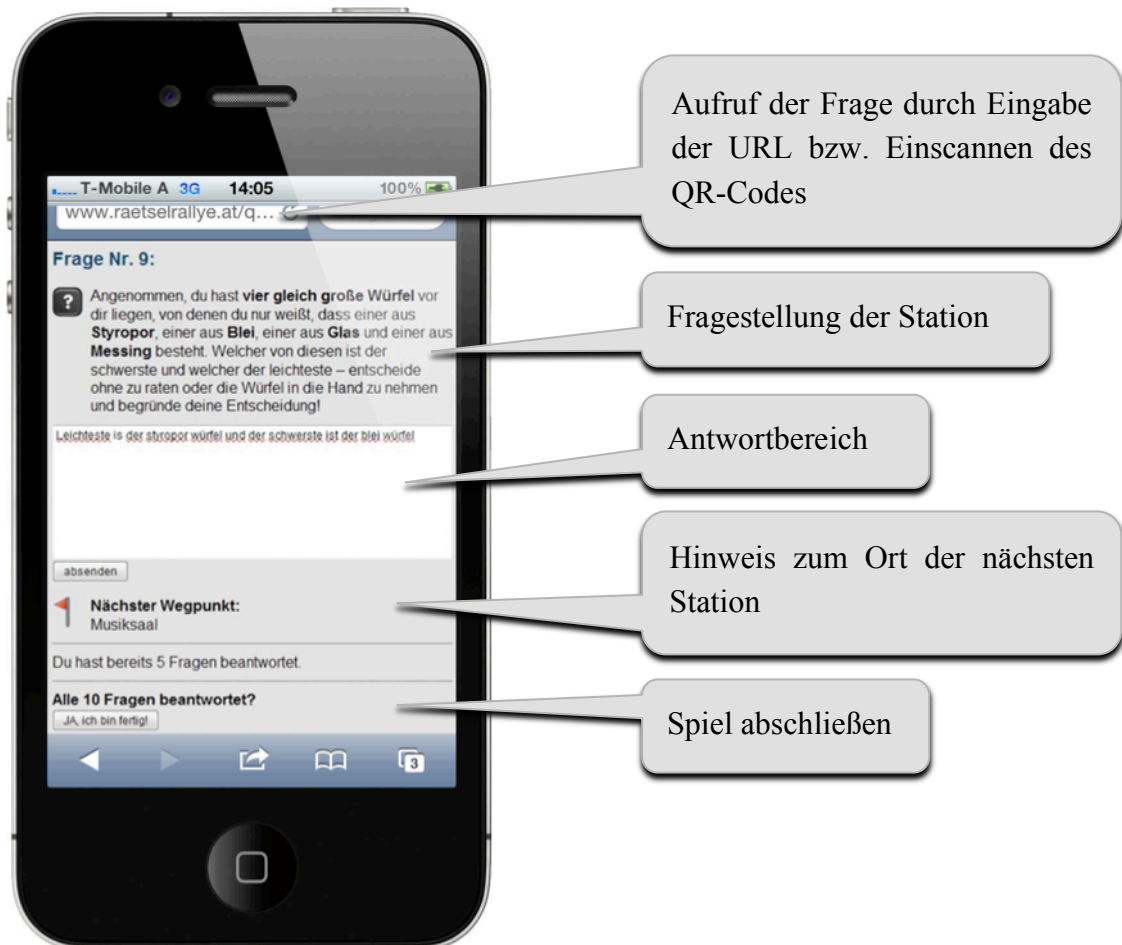 T-Mobile A 3G 14:05 100%
www.raetselrallye.at/q...
Frage Nr. 9:
? Angenommen, du hast vier gleich große Würfel vor
dir liegen, von denen du nur weißt, dass einer aus
Styropor, einer aus Blei, einer aus Glas und einer aus
Messing besteht. Welcher von diesen ist der
schwerste und welcher der leichteste – entscheide
ohne zu raten oder die Würfel in die Hand zu nehmen
und begründe deine Entscheidung!
Leichteste is der styropor würfel und der schwerste ist der blei würfel
absenden
Nächster Wegpunkt:
Musiksaal
Du hast bereits 5 Fragen beantwortet.
Alle 10 Fragen beantwortet?
JA, ich bin fertig!
3
Aufruf der Frage durch Eingabe
der URL bzw. Einscannen des
QR-Codes
Fragestellung der Station
Antwortbereich
Hinweis zum Ort der nächsten
Station
Spiel abschließen